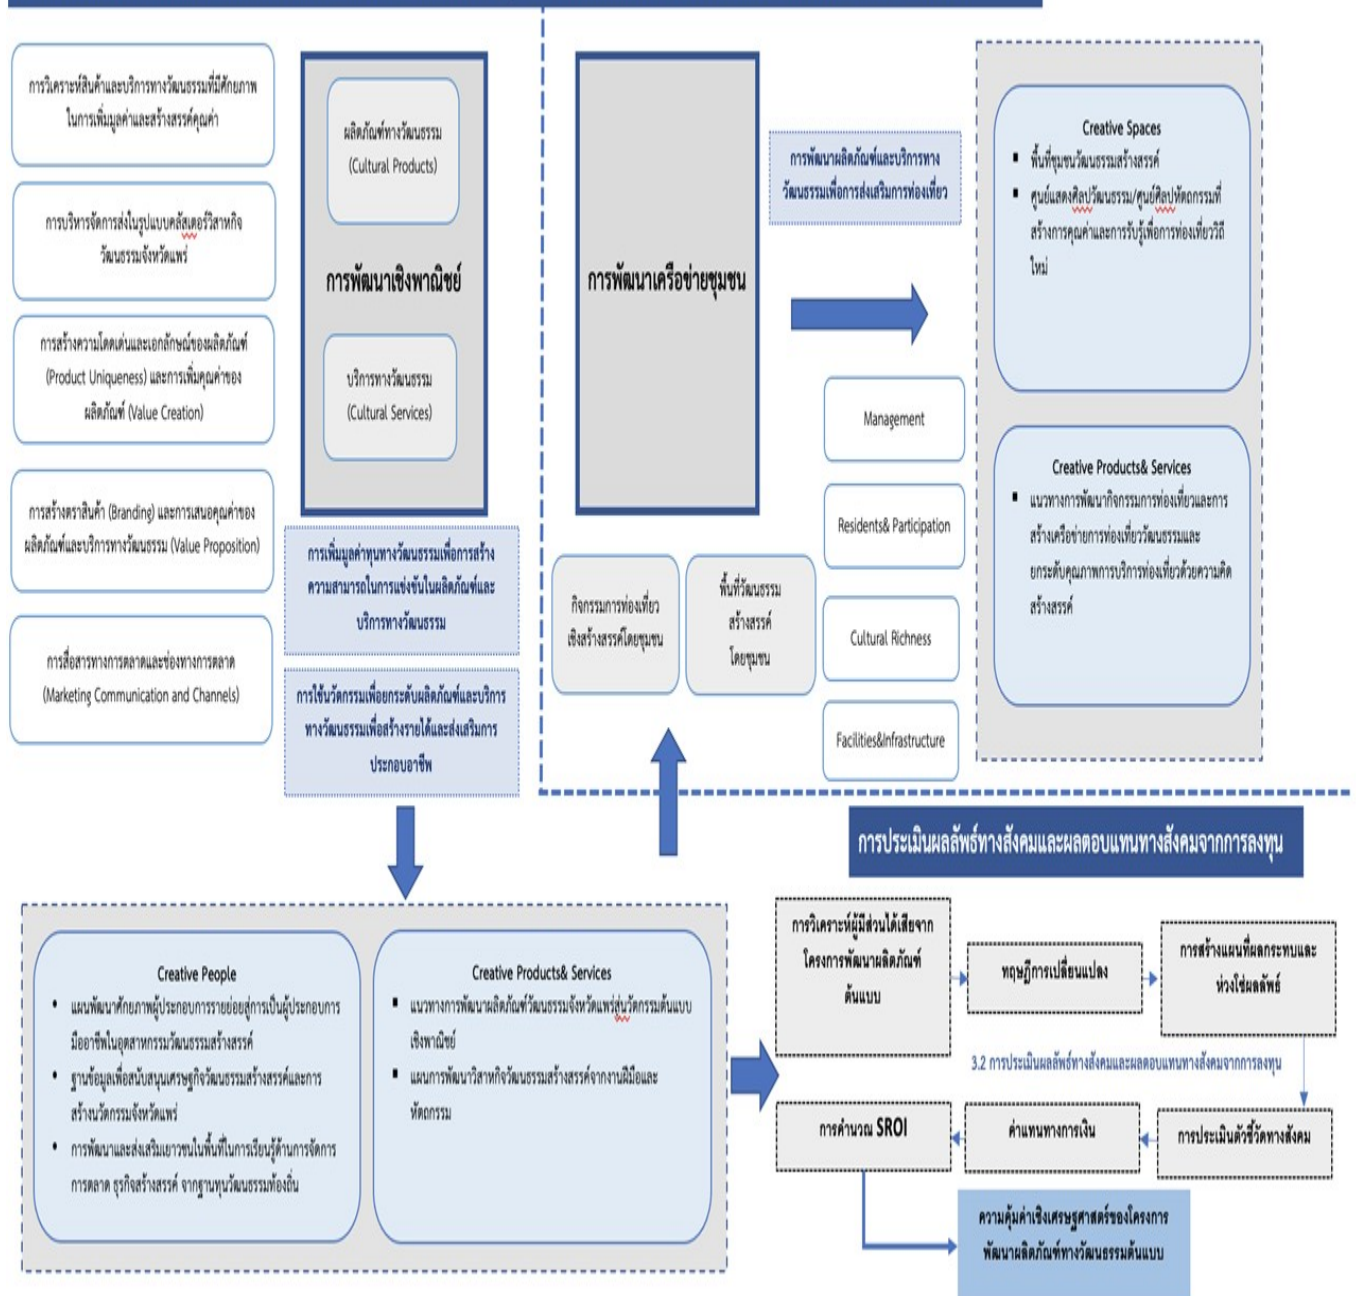 การวิเคราะห์สินค้าและบริการทางวัฒนธรรมที่มีศักยภาพ
ในการเพิ่มมูลค่าและสร้างสรรค์คุณค่า
การบริหารจัดการส่งในรูปแบบคลัสเตอร์วิสาหกิจ
วัฒนธรรมจังหวัดแพร่
การสร้างความโดดเด่นและเอกลักษณ์ของผลิตภัณฑ์
(Product Uniqueness) และการเพิ่มคุณค่าของ
ผลิตภัณฑ์ (Value Creation)
การสร้างตราสินค้า (Branding) และการเสนอคุณค่าของ
ผลิตภัณฑ์และบริการทางวัฒนธรรม (Value Proposition)
การสื่อสารทางการตลาดและช่องทางการตลาด
(Marketing Communication and Channels)
ผลิตภัณฑ์ทางวัฒนธรรม
(Cultural Products)
การพัฒนาเชิงพาณิชย์
บริการทางวัฒนธรรม
(Cultural Services)
การเพิ่มมูลค่าทุนทางวัฒนธรรมเพื่อการสร้าง
ความสามารถในการแข่งขันในผลิตภัณฑ์และ
บริการทางวัฒนธรรม
การใช้นวัตกรรมเพื่อยกระดับผลิตภัณฑ์และบริการ
ทางวัฒนธรรมเพื่อสร้างรายได้และส่งเสริมการ
ประกอบอาชีพ
การพัฒนาเครือข่ายชุมชน
กิจกรรมการท่องเที่ยว
เชิงสร้างสรรค์โดยชุมชน
พื้นที่วัฒนธรรม
สร้างสรรค์
โดยชุมชน
การพัฒนาผลิตภัณฑ์และบริการทาง
วัฒนธรรมเพื่อการส่งเสริมการท่องเที่ยว
Management
Residents& Participation
Cultural Richness
Facilities&Infrastructure
Creative Spaces
▪ พื้นที่ชุมชนวัฒนธรรมสร้างสรรค์
▪ ศูนย์แสดงศิลปวัฒนธรรม/ศูนย์ศิลปหัตถกรรมที่
สร้างการคุณค่าและการรับรู้เพื่อการท่องเที่ยววิถี
ใหม่
Creative Products& Services
▪ แนวทางการพัฒนากิจกรรมการท่องเที่ยวและการ
สร้างเครือข่ายการท่องเที่ยววัฒนธรรมและ
ยกระดับคุณภาพการบริการท่องเที่ยวด้วยความคิด
สร้างสรรค์
การประเมินผลลัพธ์ทางสังคมและผลตอบแทนทางสังคมจากการลงทุน
Creative People
• แผนพัฒนาศักยภาพผู้ประกอบการรายย่อยสู่การเป็นผู้ประกอบการ
มืออาชีพในอุตสาหกรรมวัฒนธรรมสร้างสรรค์
• ฐานข้อมูลเพื่อสนับสนุนเศรษฐกิจวัฒนธรรมสร้างสรรค์และการ
สร้างนวัตกรรมจังหวัดแพร่
• การพัฒนาและส่งเสริมเยาวชนในพื้นที่ในการเรียนรู้ด้านการจัดการ
การตลาด ธุรกิจสร้างสรรค์ จากฐานทุนวัฒนธรรมท้องถิ่น
Creative Products& Services
▪ แนวทางการพัฒนาผลิตภัณฑ์วัฒนธรรมจังหวัดแพร่สู่นวัตกรรมต้นแบบ
เชิงพาณิชย์
▪ แผนการพัฒนาวิสาหกิจวัฒนธรรมสร้างสรรค์จากงานฝีมือและ
หัตถกรรม
การวิเคราะห์ผู้มีส่วนได้เสียจาก
โครงการพัฒนาผลิตภัณฑ์
ต้นแบบ
ทฤษฎีการเปลี่ยนแปลง
การสร้างแผนที่ผลกระทบและ
ห่วงโซ่ผลลัพธ์
3.2 การประเมินผลลัพธ์ทางสังคมและผลตอบแทนทางสังคมจากการลงทุน
การคำนวณ SROI
ค่าแทนทางการเงิน
การประเมินตัวชี้วัดทางสังคม
ความคุ้มค่าเชิงเศรษฐศาสตร์ของโครงการ
พัฒนาผลิตภัณฑ์ทางวัฒนธรรมต้นแบบ